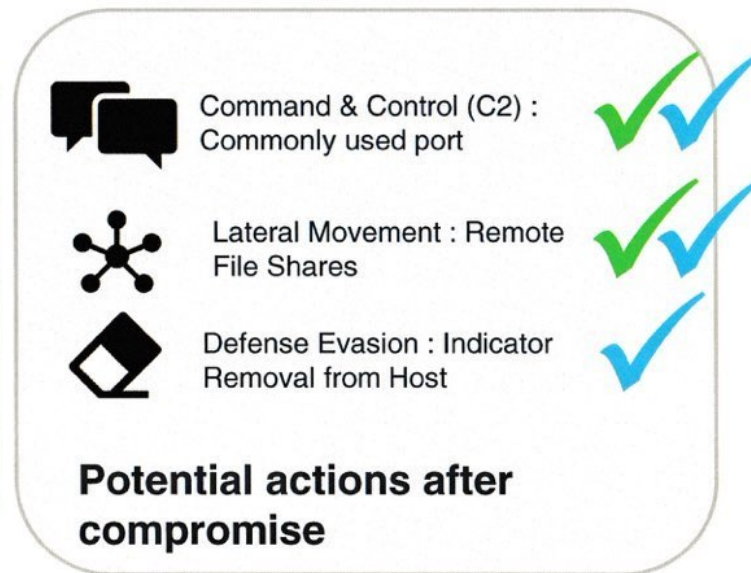 Command & Control (C2) :
Commonly used port
Lateral Movement : Remote
File Shares
Defense Evasion : Indicator
Removal from Host
Potential actions after
compromise